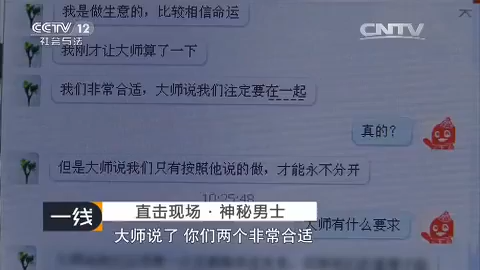 我是做生意的，比较相信命运
CCTV 12
社会与法
CNTV
我刚才让大师算了一下
我们非常合适，大师说我们注定要在一起
真的？
但是大师说我们只有按照他说的做，才能永不分开
10:25:48
大师有什么要求
一线
直击现场·神秘男士
大师说了 你们两个非常合适